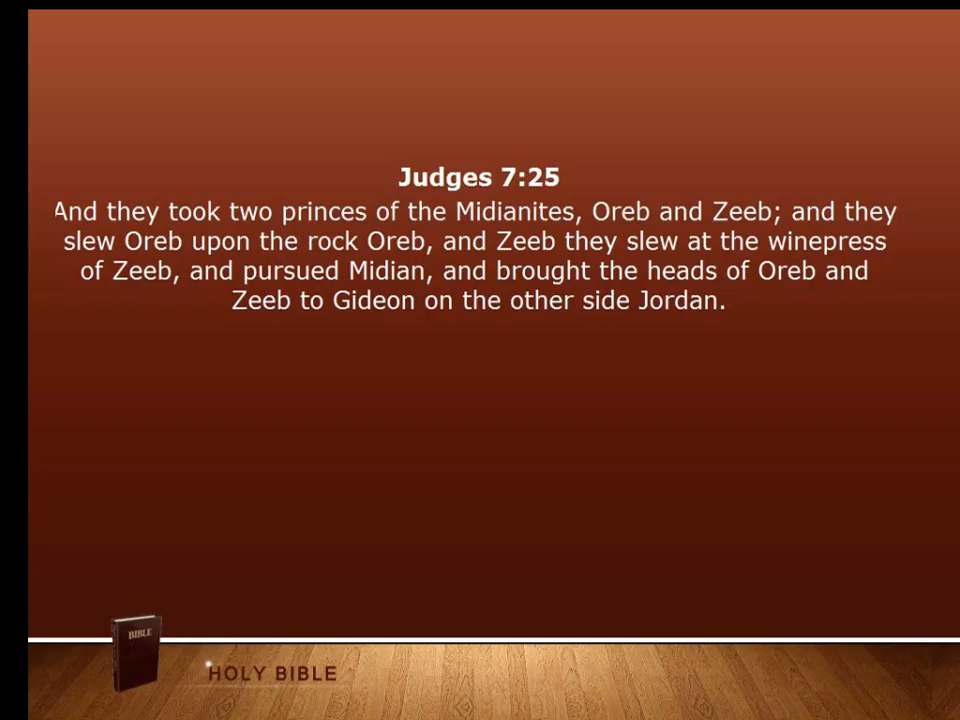 Judges 7:25
And they took two princes of the Midianites, Oreb and Zeeb; and they
slew Oreb upon the rock Oreb, and Zeeb they slew at the winepress
of Zeeb, and pursued Midian, and brought the heads of Oreb and
Zeeb to Gideon on the other side Jordan.
BIBLE
HOLY BIBLE